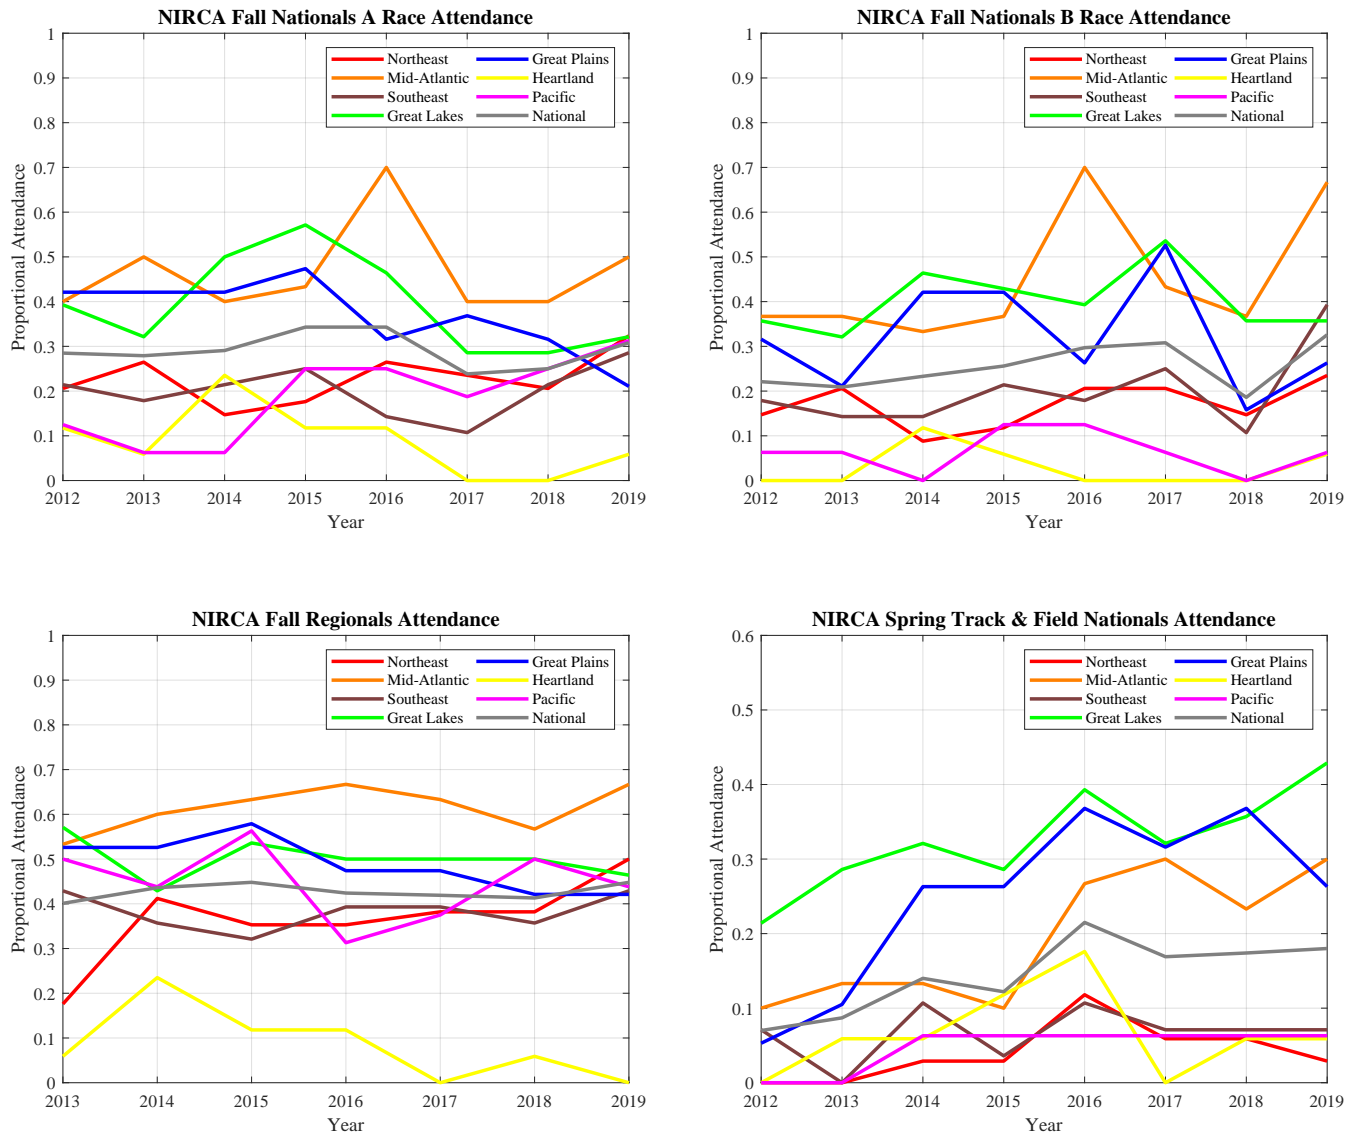 NIRCA Fall Nationals A Race Attendance
1
0.9
0.8
0.7
0.6
0.5
0.4
0.3
0.2
0.1
0
Proportional Attendance
Northeast Great Plains
Mid-Atlantic Heartland
Southeast Pacific
Great Lakes National
2012 2013 2014 2015 2016 2017 2018 2019
Year
NIRCA Fall Nationals B Race Attendance
1
0.9
0.8
0.7
0.6
0.5
0.4
0.3
0.2
0.1
0
Proportional Attendance
Northeast Great Plains
Mid-Atlantic Heartland
Southeast Pacific
Great Lakes National
2012 2013 2014 2015 2016 2017 2018 2019
Year
NIRCA Fall Regionals Attendance
1
0.9
0.8
0.7
0.6
0.5
0.4
0.3
0.2
0.1
0
Proportional Attendance
Northeast Great Plains
Mid-Atlantic Heartland
Southeast Pacific
Great Lakes National
2013 2014 2015 2016 2017 2018 2019
Year
NIRCA Spring Track & Field Nationals Attendance
0.6
0.5
0.4
0.3
0.2
0.1
0
Proportional Attendance
Northeast Great Plains
Mid-Atlantic Heartland
Southeast Pacific
Great Lakes National
2012 2013 2014 2015 2016 2017 2018 2019
Year